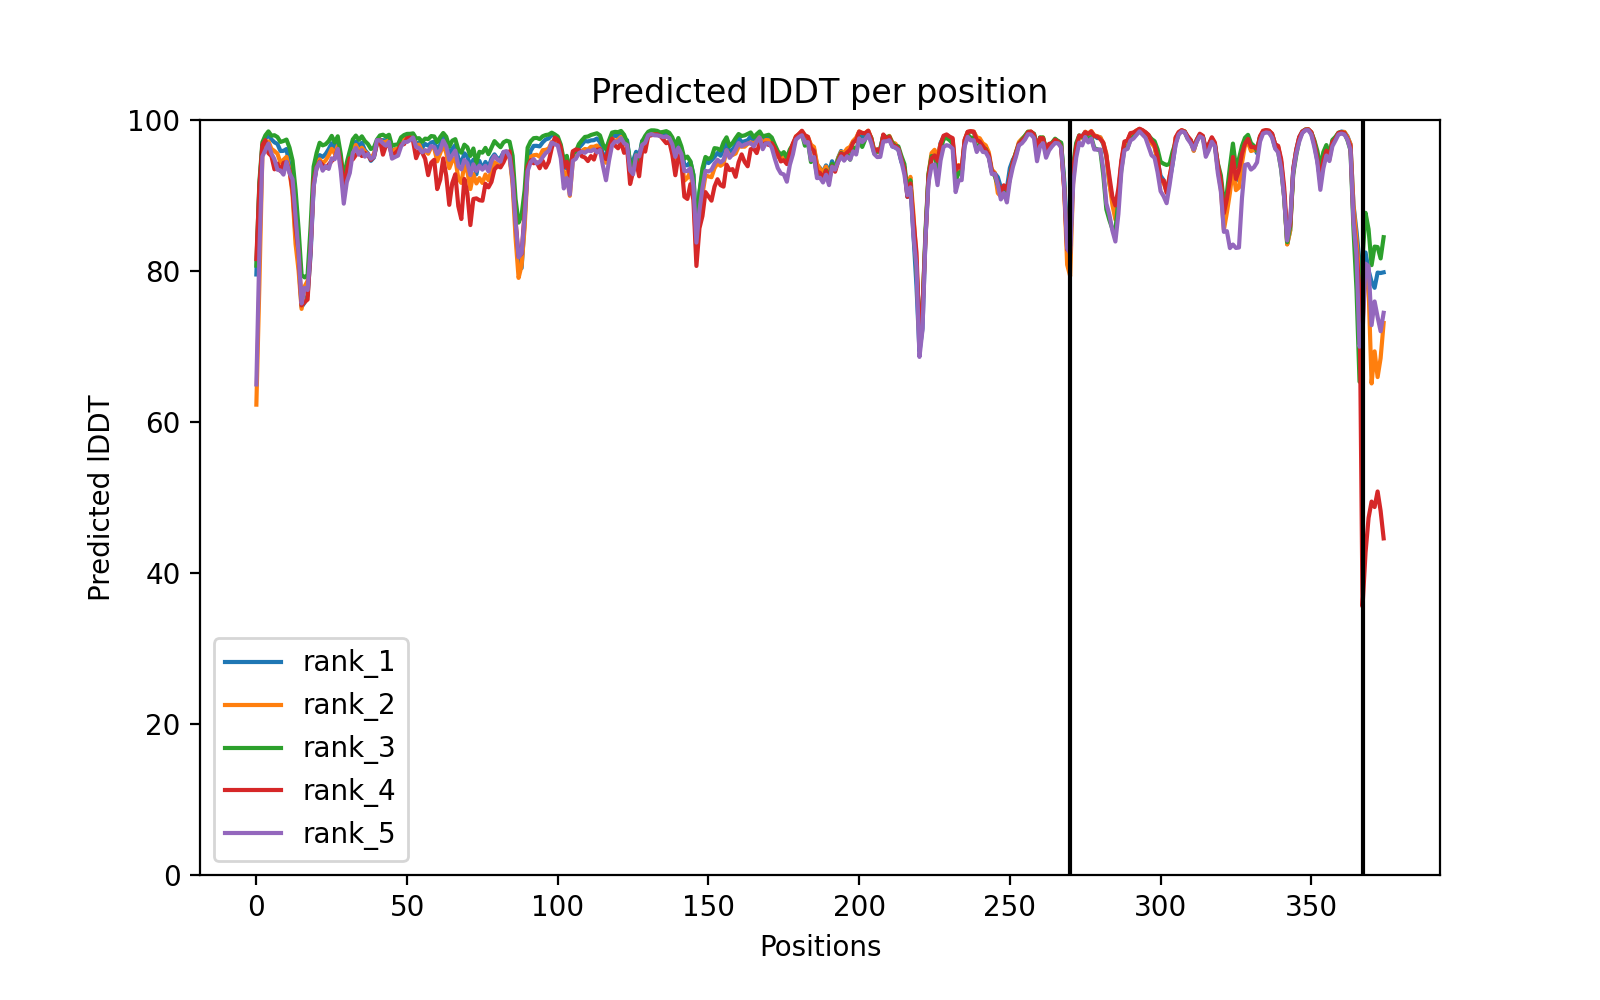 Predicted lDDT per position
100
80
60
40
20
0
Predicted lDDT
rank_1
rank_2
rank_3
rank_4
rank_5
0 50 100 150 200 250 300 350
Positions